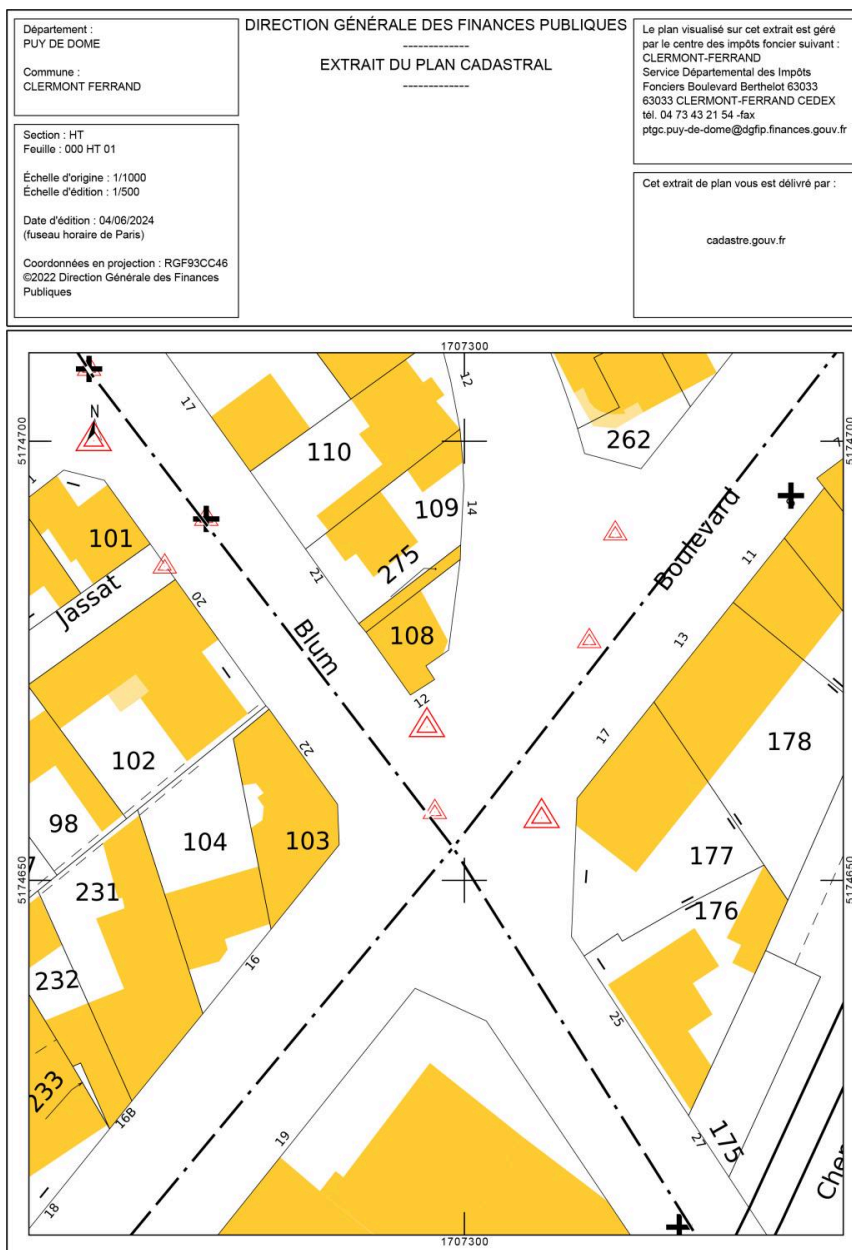 Département :
PUY DE DOME
Commune :
CLERMONT FERRAND
Section : HT
Feuille : 000 HT 01
Échelle d'origine : 1/1000
Échelle d'édition : 1/500
Date d'édition : 04/06/2024
(fuseau horaire de Paris)
Coordonnées en projection : RGF93CC46
©2022 Direction Générale des Finances
Publiques
DIRECTION GÉNÉRALE DES FINANCES PUBLIQUES
-------------
EXTRAIT DU PLAN CADASTRAL
-------------
Le plan visualisé sur cet extrait est géré
par le centre des impôts foncier suivant :
CLERMONT-FERRAND
Service Départemental des Impôts
Fonciers Boulevard Berthelot 63033
63033 CLERMONT-FERRAND CEDEX
tél. 04 73 43 21 54 -fax
ptgc.puy-de-dome@dgfip.finances.gouv.fr
Cet extrait de plan vous est délivré par :
cadastre.gouv.fr
1707300
12
17
N
5174700
5174700
110
262
109
14
101
275
21
Boulevard
11
Jassat
20
Blum
108
13
12
17
22
102
178
98
104
103
177
5174650
5174650
231
176
232
16
25
233
16B
19
27
175
18
1707300